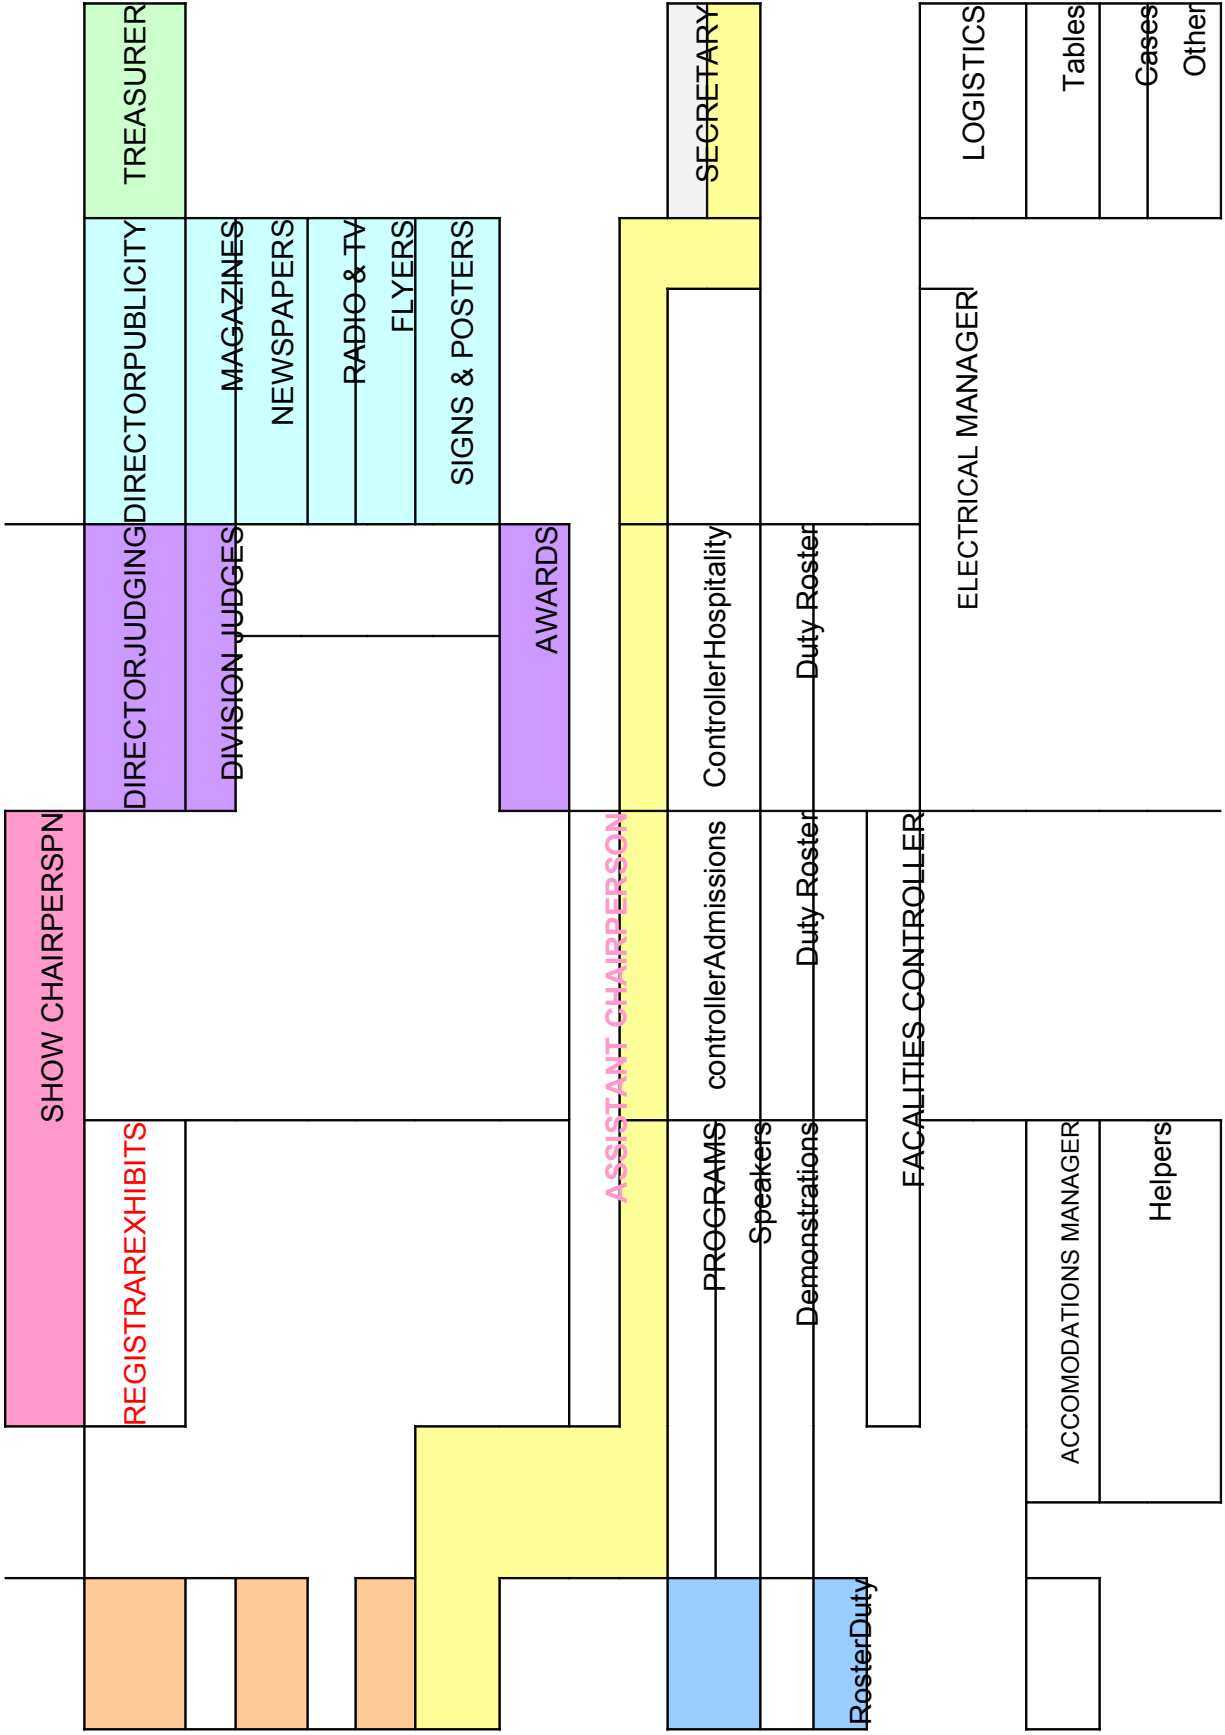 SHOW CHAIRPERSPN
REGISTRAREXHIBITS
DIRECTORJUDGING
DIRECTORPUBLICITY
TREASURER
DIVISION JUDGES
MAGAZINES
NEWSPAPERS
RADIO & TV
FLYERS
SIGNS & POSTERS
AWARDS
ASSISTANT CHAIRPERSON
PROGRAMS
controllerAdmissions
ControllerHospitality
SECRETARY
Speakers
Demonstrations
Duty Roster
Duty Roster
RosterDuty
FACALITIES CONTROLLER
ELECTRICAL MANAGER
LOGISTICS
ACCOMODATIONS MANAGER
Tables
Helpers
Cases
Other